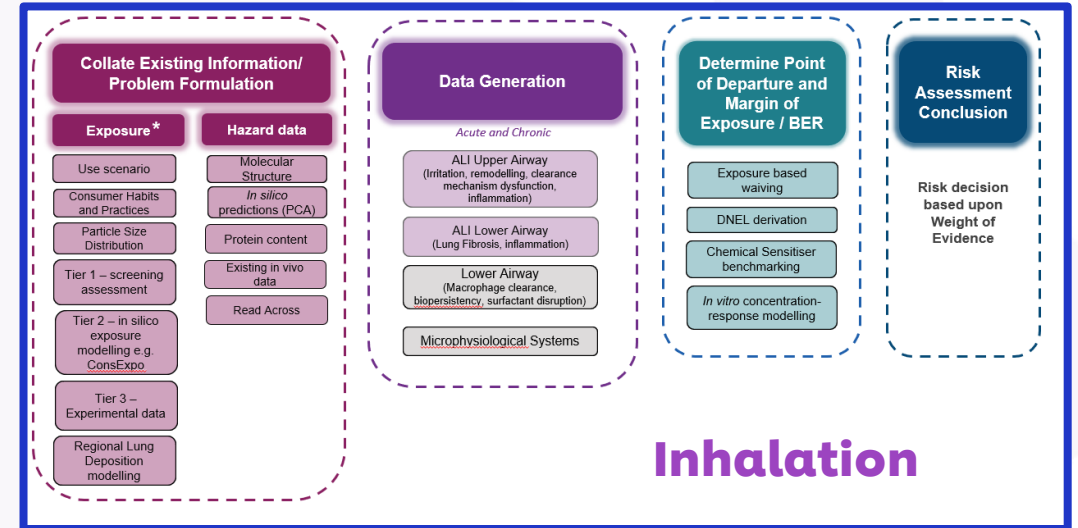 Collate Existing Information/
Problem Formulation
Exposure*
Use scenario
Consumer Habits
and Practices
Particle Size
Distribution
Tier 1 – screening
assessment
Tier 2 – in silico
exposure
modelling e.g.
ConsExpo
Tier 3 –
Experimental data
Regional Lung
Deposition
modelling
Hazard data
Molecular
Structure
In silico
predictions (PCA)
Protein content
Existing in vivo
data
Read Across
Data Generation
Acute and Chronic
ALI Upper Airway
(Irritation, remodelling, clearance
mechanism dysfunction,
inflammation)
ALI Lower Airway
(Lung Fibrosis, inflammation)
Lower Airway
(Macrophage clearance,
biopersistency, surfactant disruption)
Microphysiological Systems
Determine Point
of Departure and
Margin of
Exposure / BER
Exposure based
waiving
DNEL derivation
Chemical Sensitiser
benchmarking
In vitro concentration-
response modelling
Risk
Assessment
Conclusion
Risk decision
based upon
Weight of
Evidence
Inhalation